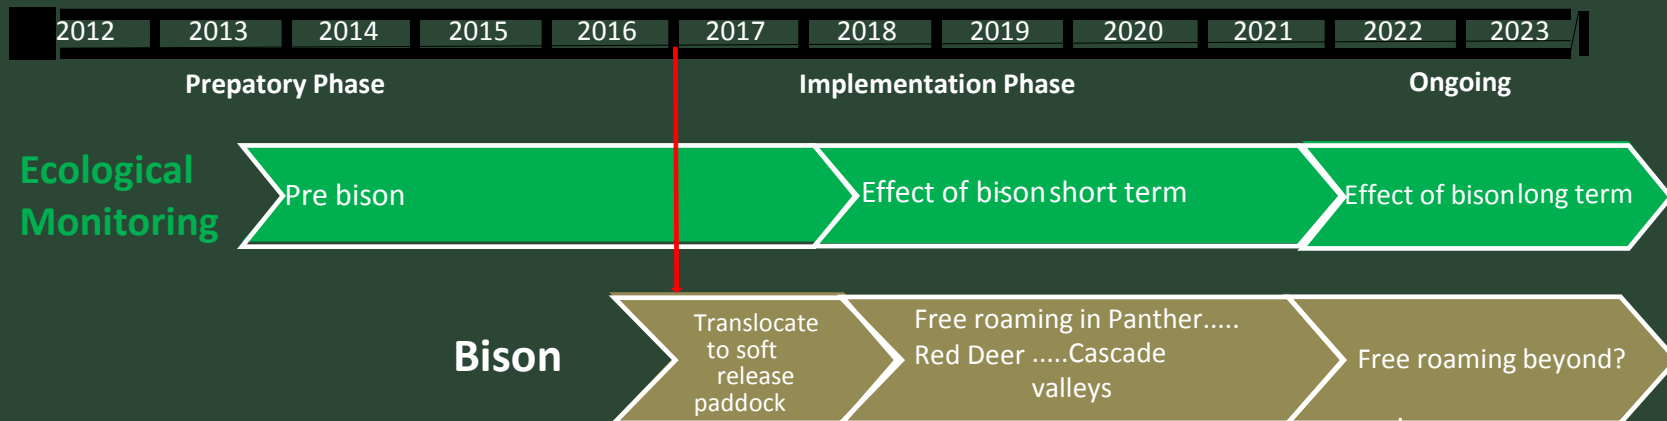 2012 2013 2014 2015 2016 2017 2018 2019 2020 2021 2022 2023
Prepatory Phase Implementation Phase Ongoing
Ecological
Monitoring
Pre bison
Effect of bison short term
Effect of bison long term
Bison
Translocate
to soft
release
paddock
Free roaming in Panther.....
Red Deer .....Cascade
valleys
Free roaming beyond?